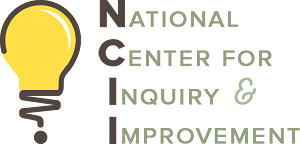 NATIONAL
CENTER FOR
INQUIRY &
IMPROVEMENT